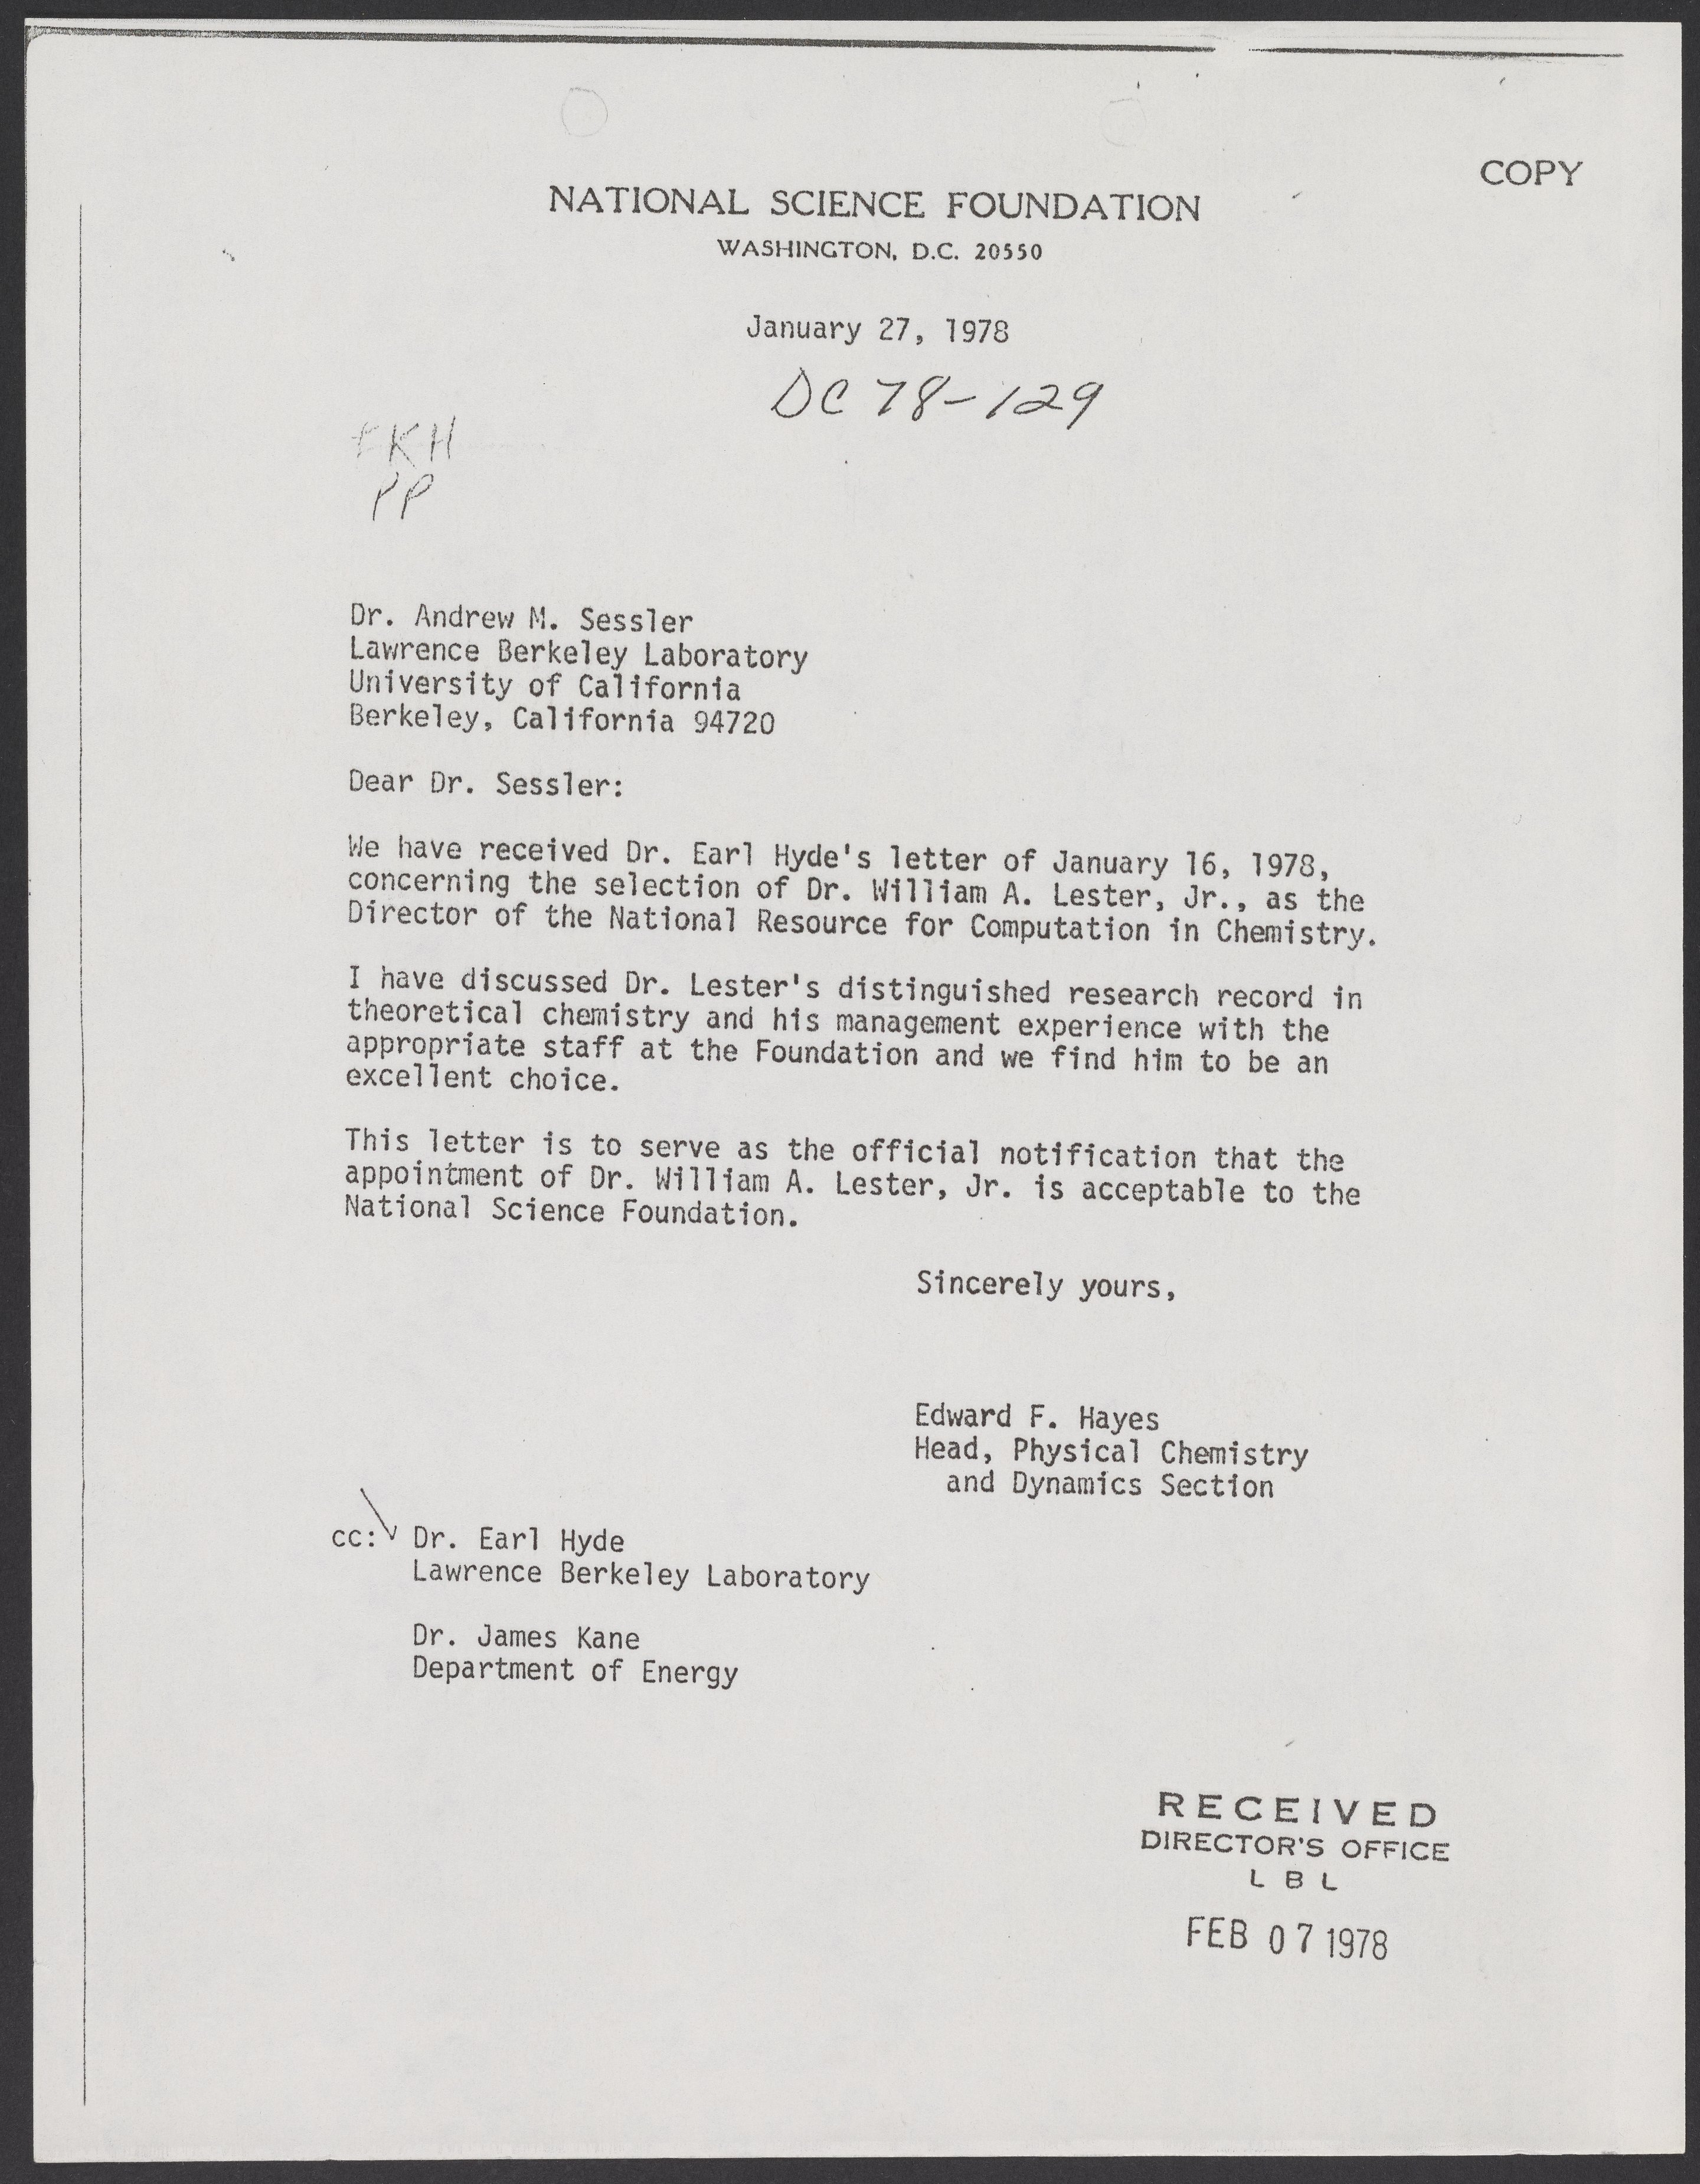 COPY
NATIONAL SCIENCE FOUNDATION
WASHINGTON, D.C. 20550
January 27, 1978
DC 78-129
KH
PP
Dr. Andrew M. Sessler
Lawrence Berkeley Laboratory
University of California
Berkeley, California 94720
Dear Dr. Sessler:
We have received Dr. Earl Hyde's letter of January 16, 1978,
concerning the selection of Dr. William A. Lester, Jr., as the
Director of the National Resource for Computation in Chemistry.
I have discussed Dr. Lester's distinguished research record in
theoretical chemistry and his management experience with the
appropriate staff at the Foundation and we find him to be an
excellent choice.
This letter is to serve as the official notification that the
appointment of Dr. William A. Lester, Jr. is acceptable to the
National Science Foundation.
Sincerely yours,
Edward F. Hayes
Head, Physical Chemistry
and Dynamics Section
cc: Dr. Earl Hyde
Lawrence Berkeley Laboratory
Dr. James Kane
Department of Energy
RECEIVED
DIRECTOR'S OFFICE
L B L
FEB 07 1978